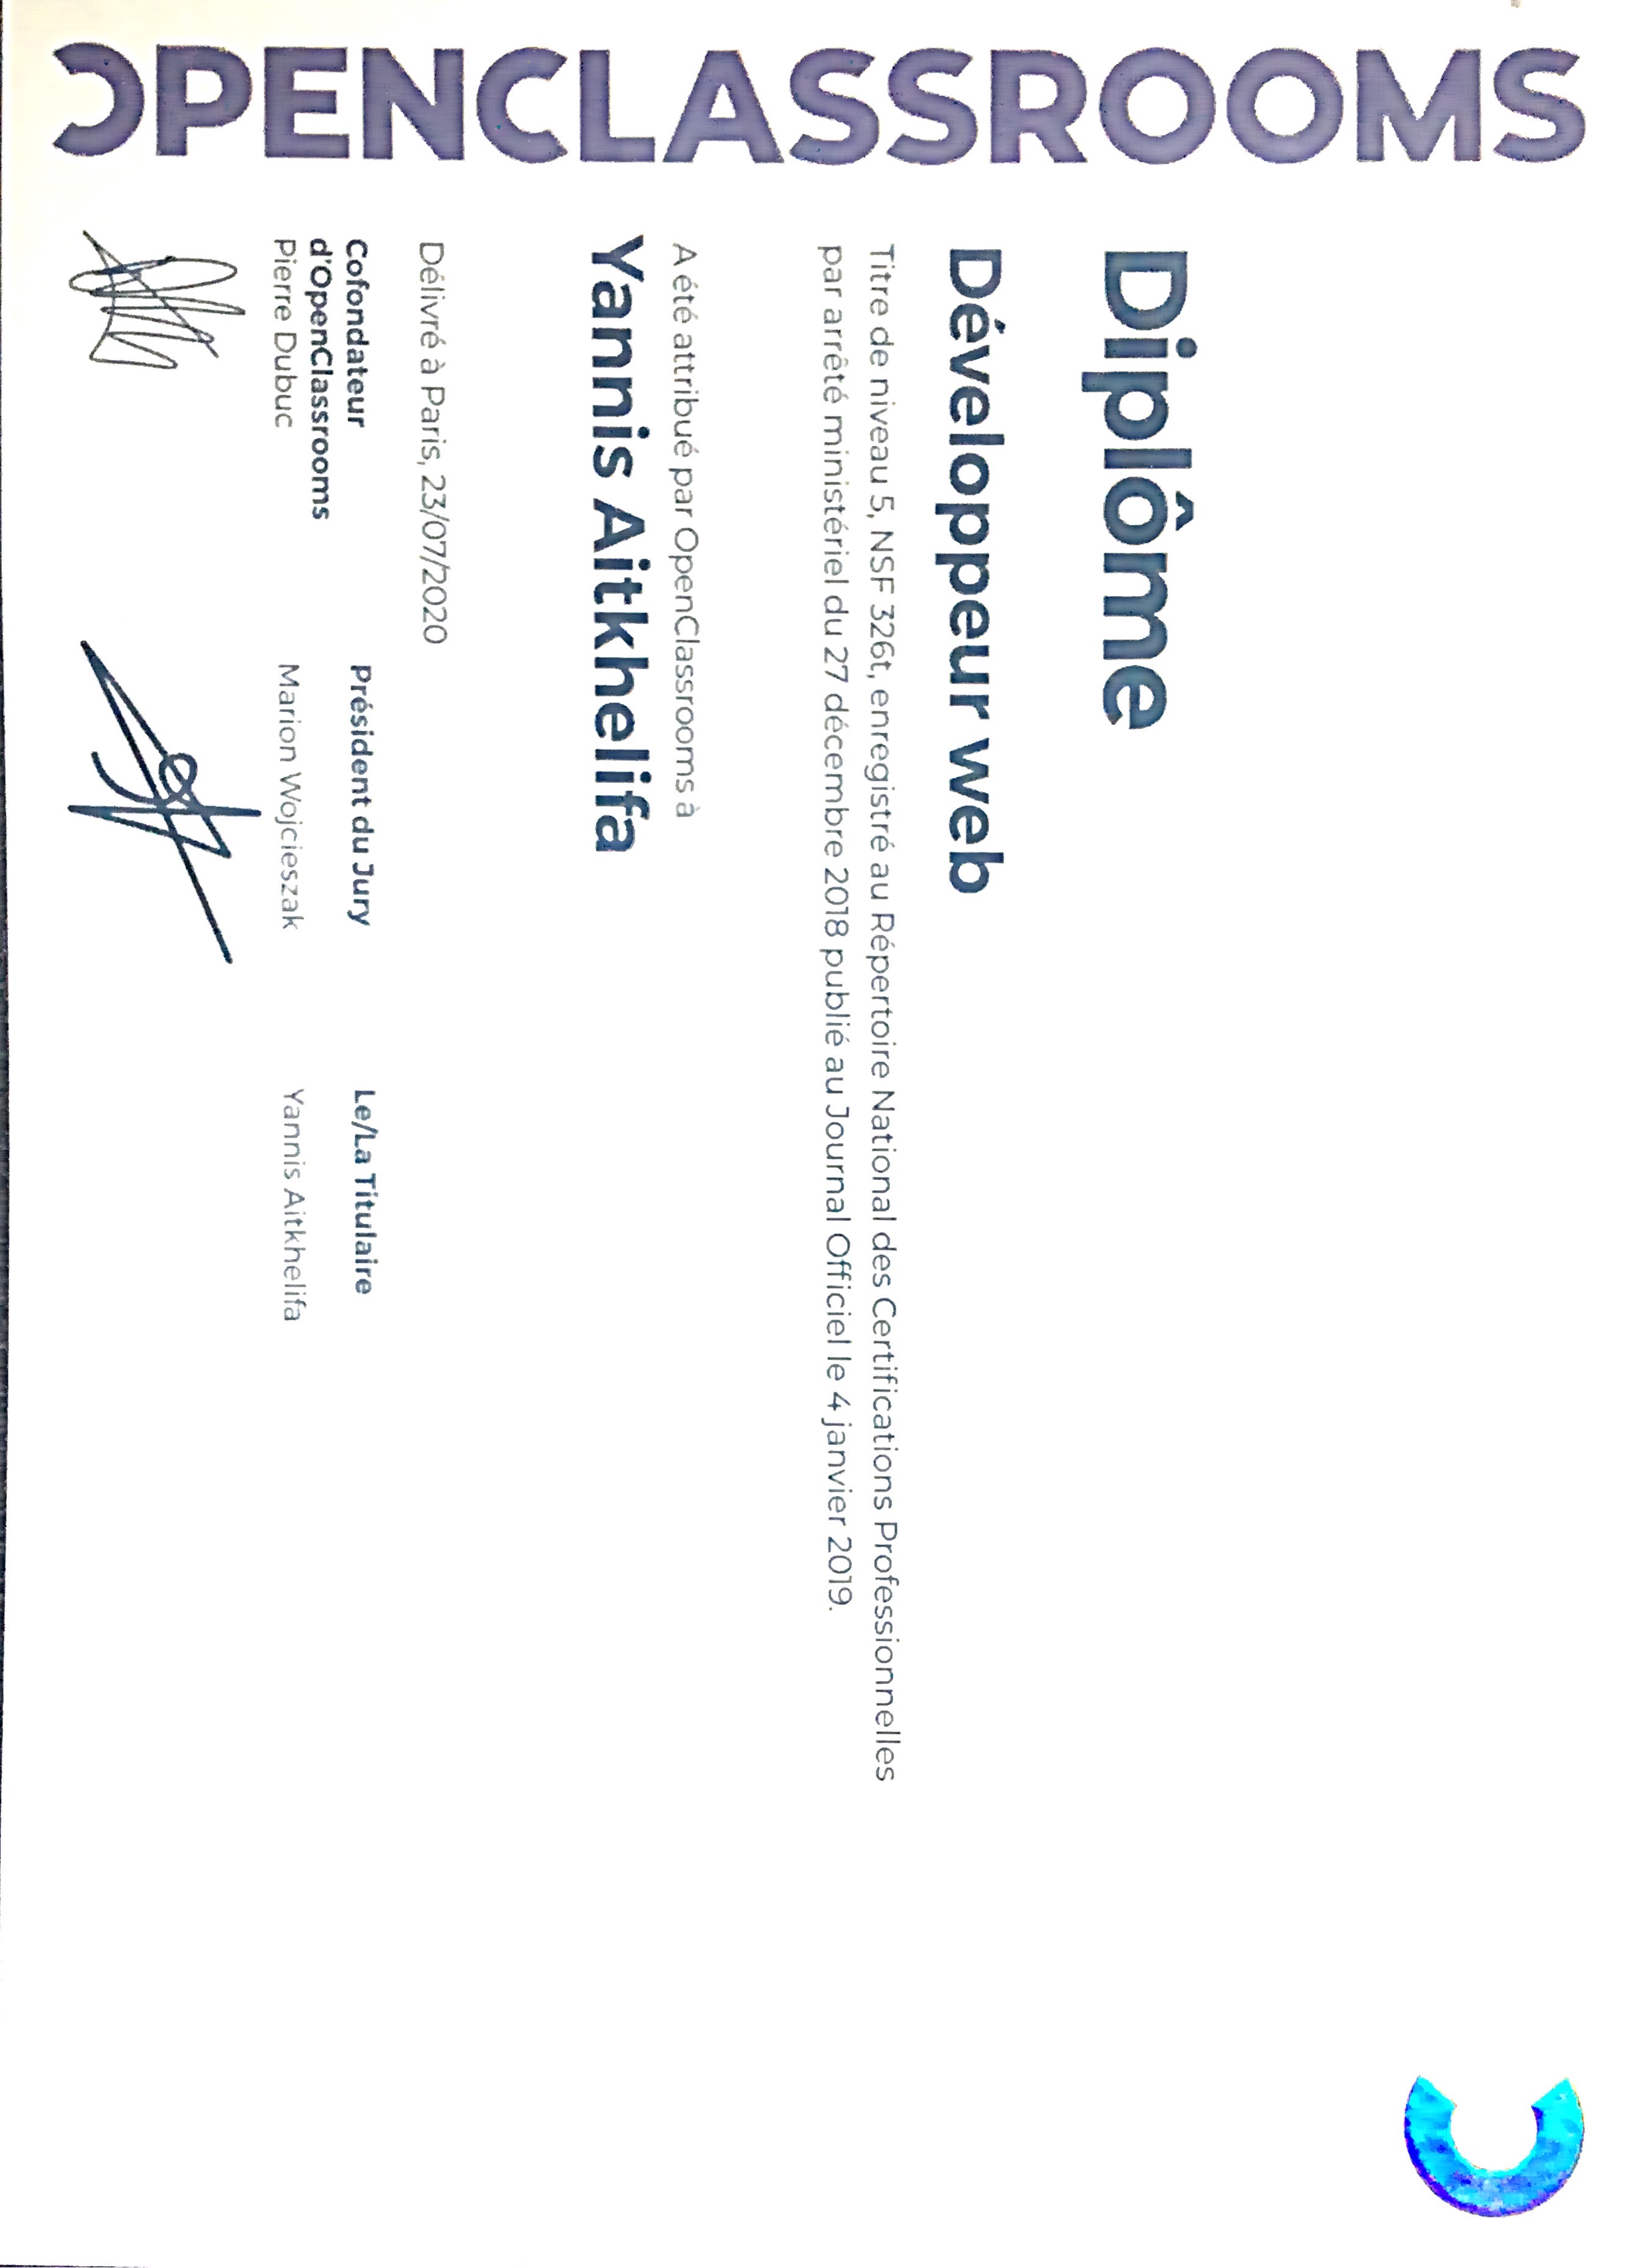 OPENCLASSROOMS
Diplôme
Développeur web
Titre de niveau 5, NSF 326t, enregistré au Répertoire National des Certifications Professionnelles
par arrêté ministériel du 27 décembre 2018 publié au Journal Officiel le 4 janvier 2019.
A été attribué par OpenClassrooms à
Yannis Aitkhelifa
Délivré à Paris, 23/07/2020
Cofondateur
d'OpenClassrooms
Pierre Dubuc
Président du Jury
Marion Wojcieszak
Le/La Titulaire
Yannis Aitkhelifa